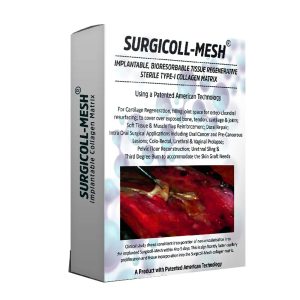 SURGICOLL-MESH®
IMPLANTABLE, BIORESORBABLE TISSUE REGENERATIVE
STERILE TYPE-I COLLAGEN MATRIX
Using a Patented American Technology
For Cartilage Regeneration, filling joint space for osteochondral
resurfacing; to cover over exposed bone, tendon, cartilage & joints;
Soft Tissue & Muscle Flap Reinforcement; Dural Repair;
Intra Oral Surgical Applications including Oral Cancer and Pre-Cancerous
Lesions; Colo-Rectal, Urethral & Vaginal Prolapse;
Pelvic Floor Reconstruction; Urethral Sling &
Third Degree Burn to accommodate the Skin Graft Needs
A Product with Patented American Technology
SURGICOLL-MESH®
Implantable Collagen Matrix